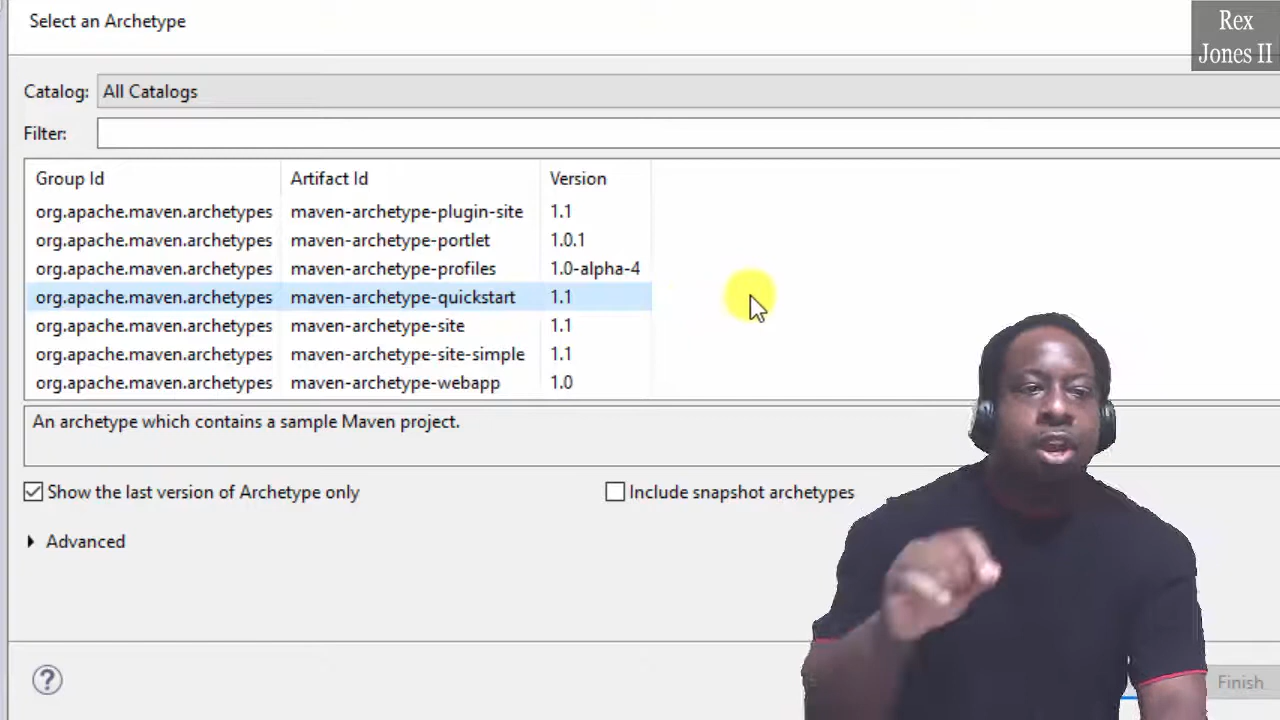 Select an Archetype
Rex
Jones II
Catalog: All Catalogs
Filter:
Group Id Artifact Id Version
org.apache.maven.archetypes maven-archetype-plugin-site 1.1
org.apache.maven.archetypes maven-archetype-portlet 1.0.1
org.apache.maven.archetypes maven-archetype-profiles 1.0-alpha-4
org.apache.maven.archetypes maven-archetype-quickstart 1.1
org.apache.maven.archetypes maven-archetype-site 1.1
org.apache.maven.archetypes maven-archetype-site-simple 1.1
org.apache.maven.archetypes maven-archetype-webapp 1.0
An archetype which contains a sample Maven project.
Show the last version of Archetype only Include snapshot archetypes
Advanced
? Finish